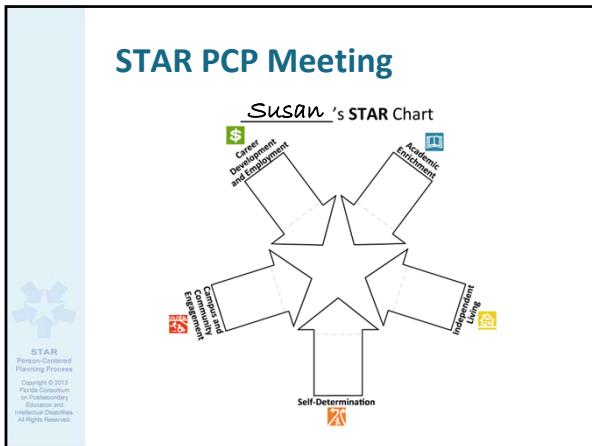 STAR PCP Meeting
Susan's STAR Chart
$
Career
Development
and Employment
Academic
Enrichment
Campus and
Community
Engagement
Independent
Living
Self-Determination
STAR
Person-Centered
Planning Process
Copyright © 2013
Florida Consortium
on Postsecondary
Education and
Intellectual Disabilities.
All Rights Reserved.